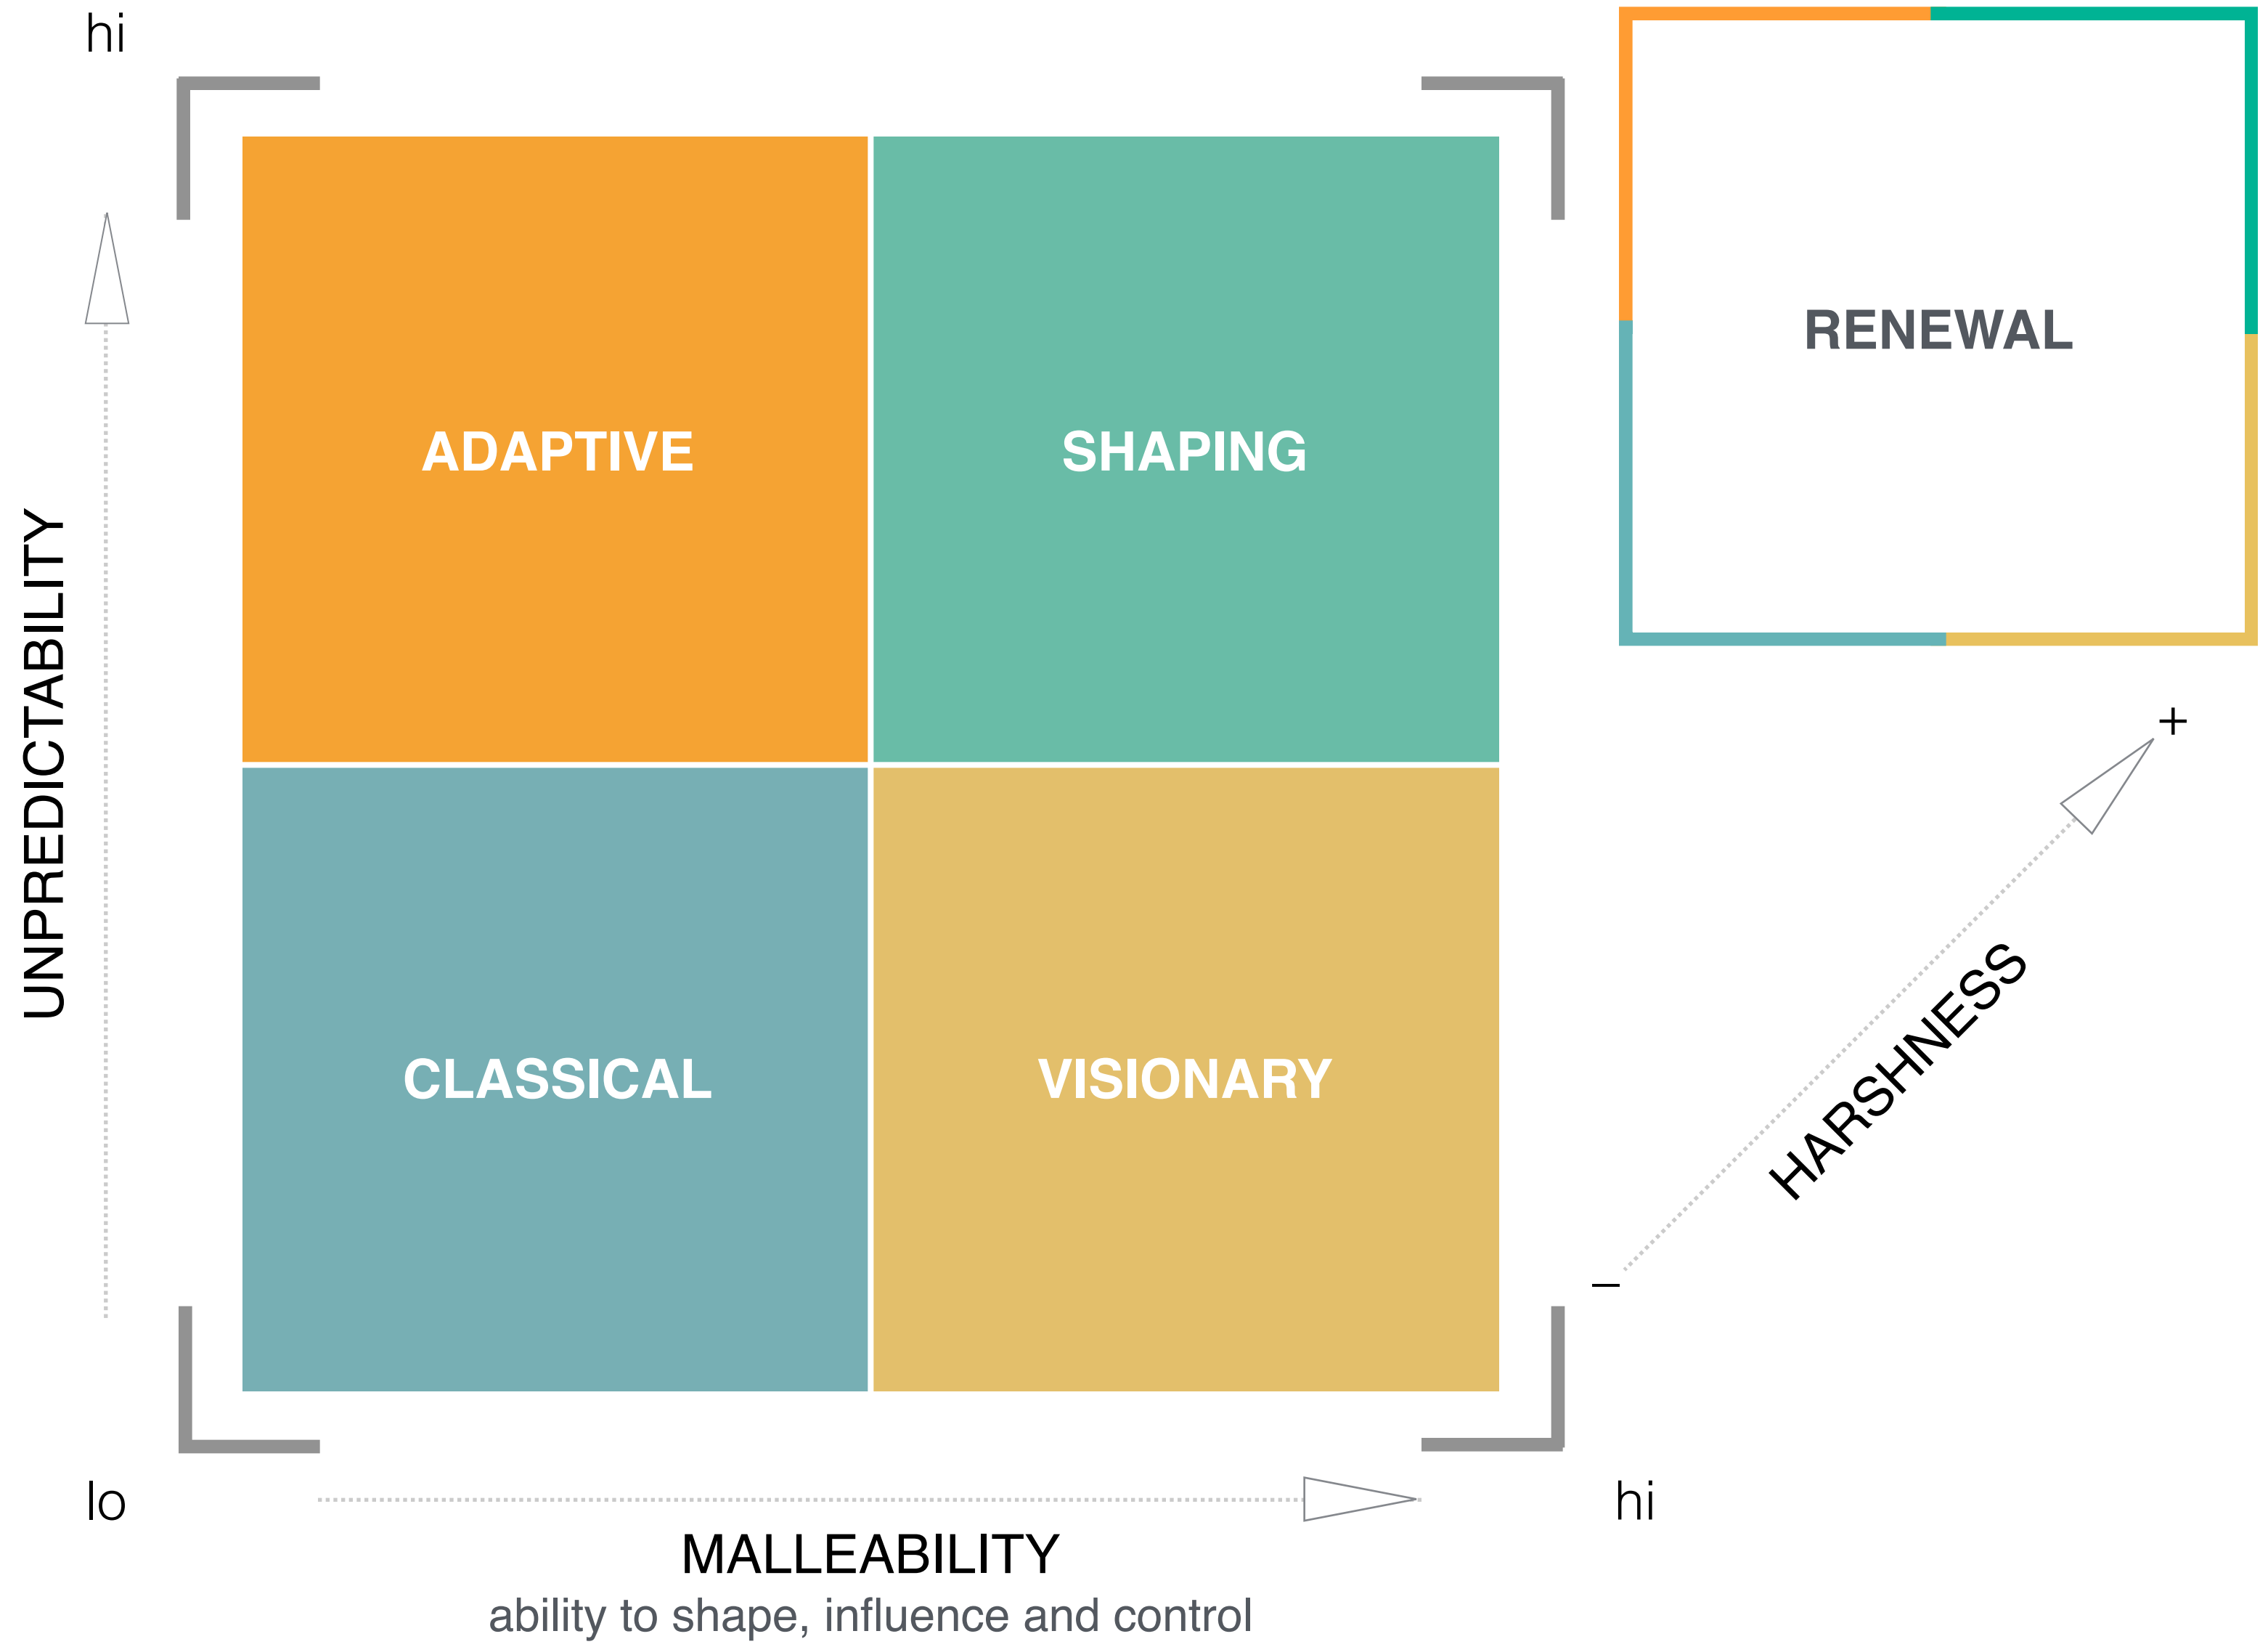 hi
RENEWAL
ADAPTIVE
SHAPING
UNPREDICTABILITY
+
HARSHNESS
–
CLASSICAL
VISIONARY
lo
hi
MALLEABILITY
ability to shape, influence and control